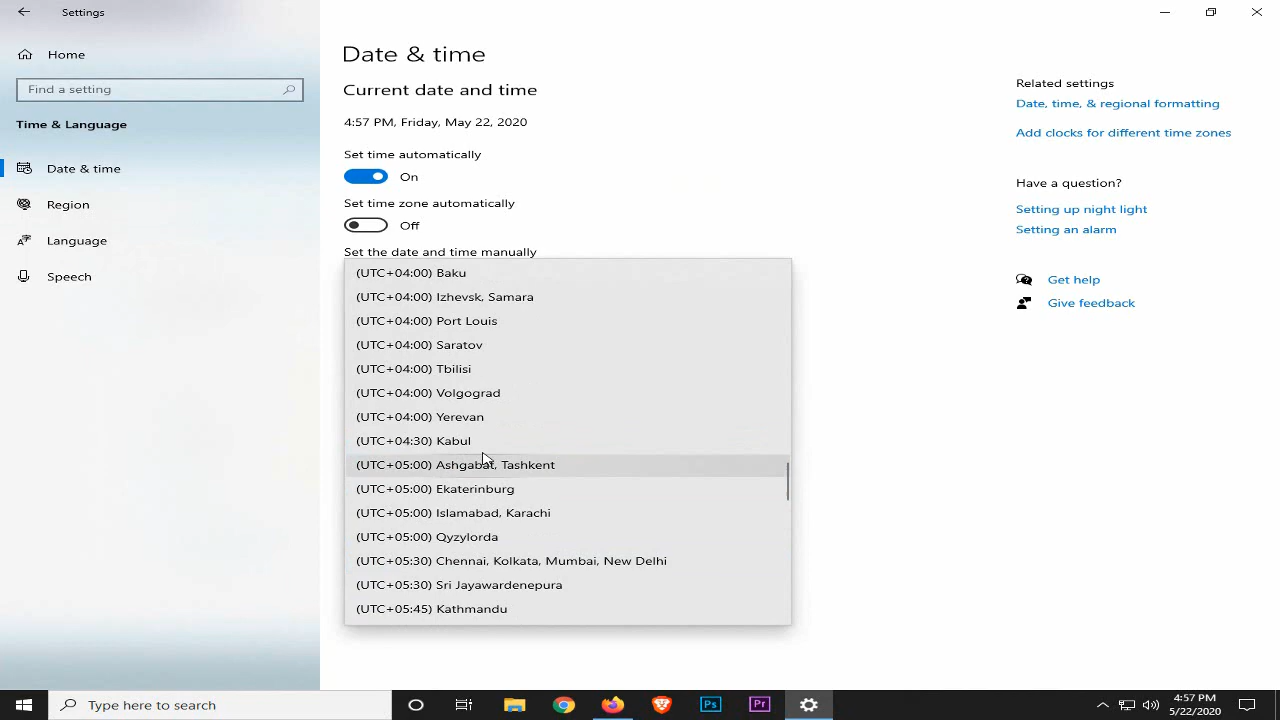 Settings
Home
Find a setting
Time & Language
Date & time
Region
Language
Speech
Date & time
Current date and time
4:57 PM, Friday, May 22, 2020
Set time automatically
On
Set time zone automatically
Off
Set the date and time manually
(UTC+04:00) Baku
(UTC+04:00) Izhevsk, Samara
(UTC+04:00) Port Louis
(UTC+04:00) Saratov
(UTC+04:00) Tbilisi
(UTC+04:00) Volgograd
(UTC+04:00) Yerevan
(UTC+04:30) Kabul
(UTC+05:00) Ashgabat, Tashkent
(UTC+05:00) Ekaterinburg
(UTC+05:00) Islamabad, Karachi
(UTC+05:00) Qyzylorda
(UTC+05:30) Chennai, Kolkata, Mumbai, New Delhi
(UTC+05:30) Sri Jayawardenepura
(UTC+05:45) Kathmandu
Related settings
Date, time, & regional formatting
Add clocks for different time zones
Have a question?
Setting up night light
Setting an alarm
Get help
Give feedback
Type here to search
Ps
Pr
4:57 PM
5/22/2020